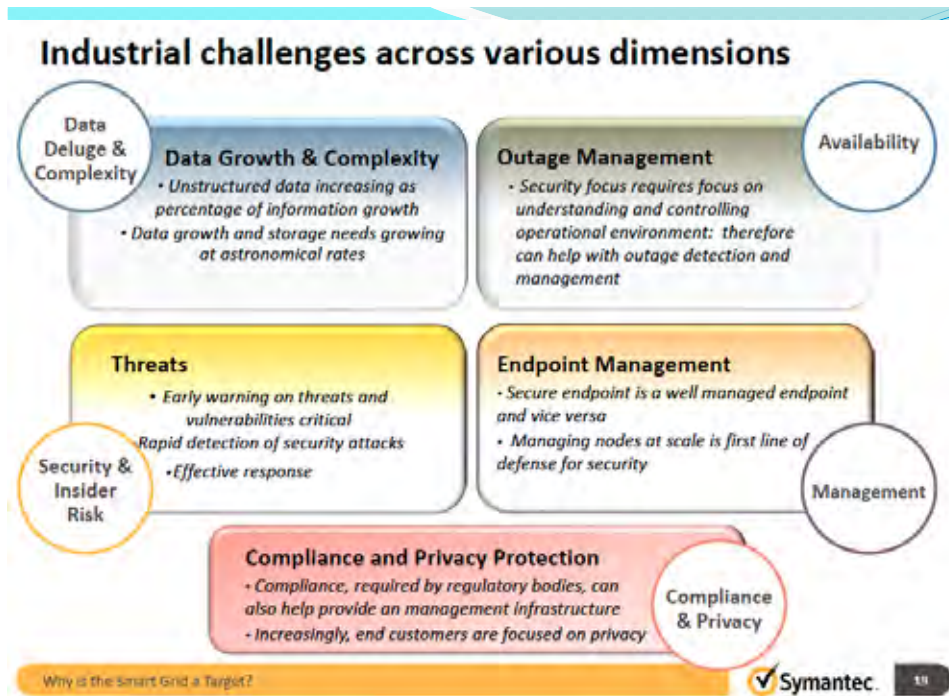 Industrial challenges across various dimensions
Data
Deluge &
Complexity
Data Growth & Complexity
• Unstructured data increasing as
percentage of information growth
• Data growth and storage needs growing
at astronomical rates
Outage Management
• Security focus requires focus on
understanding and controlling
operational environment: therefore
can help with outage detection and
management
Availability
Threats
• Early warning on threats and
vulnerabilities critical
•Rapid detection of security attacks
•Effective response
Security &
Insider
Risk
Endpoint Management
• Secure endpoint is a well managed endpoint
and vice versa
• Managing nodes at scale is first line of
defense for security
Management
Compliance and Privacy Protection
• Compliance, required by regulatory bodies, can
also help provide an management infrastructure
• Increasingly, end customers are focused on privacy
Compliance
& Privacy
Why is the Smart Grid a Target?
Symantec.
19